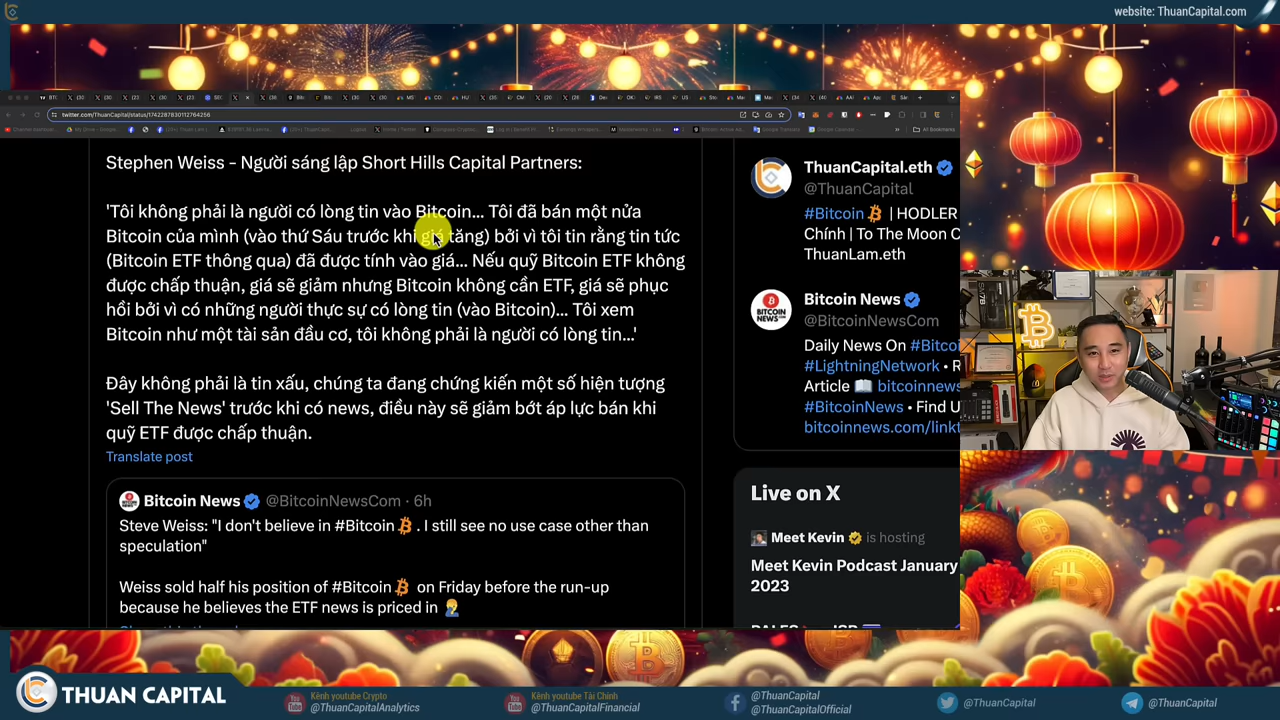 website: ThuanCapital.com
twitter.com/ThuanCapital/status/1742287830112764256
All Bookmarks
Stephen Weiss - Người sáng lập Short Hills Capital Partners:
'Tôi không phải là người có lòng tin vào Bitcoin... Tôi đã bán một nửa
Bitcoin của mình (vào thứ Sáu trước khi giá tăng) bởi vì tôi tin rằng tin tức
(Bitcoin ETF thông qua) đã được tính vào giá... Nếu quỹ Bitcoin ETF không
được chấp thuận, giá sẽ giảm nhưng Bitcoin không cần ETF, giá sẽ phục
hồi bởi vì có những người thực sự có lòng tin (vào Bitcoin)... Tôi xem
Bitcoin như một tài sản đầu cơ, tôi không phải là người có lòng tin...'
Đây không phải là tin xấu, chúng ta đang chứng kiến một số hiện tượng
'Sell The News' trước khi có news, điều này sẽ giảm bớt áp lực bán khi
quỹ ETF được chấp thuận.
Translate post
Bitcoin News @BitcoinNewsCom · 6h
Steve Weiss: "I don't believe in #Bitcoin . I still see no use case other than
speculation"
Weiss sold half his position of #Bitcoin on Friday before the run-up
because he believes the ETF news is priced in
ThuanCapital.eth
@ThuanCapital
#Bitcoin | HODLER
Chính | To The Moon C
ThuanLam.eth
BITCOIN NEWS
Bitcoin News
@BitcoinNewsCom
Daily News On #Bitco
#LightningNetwork • R
Article bitcoinnews
#BitcoinNews • Find U
bitcoinnews.com/linkt
Live on X
Meet Kevin is hosting
Meet Kevin Podcast January
2023
THUAN CAPITAL
Kênh youtube Crypto
@ThuanCapitalAnalytics
Kênh youtube Tài Chính
@ThuanCapitalFinancial
@ThuanCapital
@ThuanCapitalOfficial
@ThuanCapital
@ThuanCapital